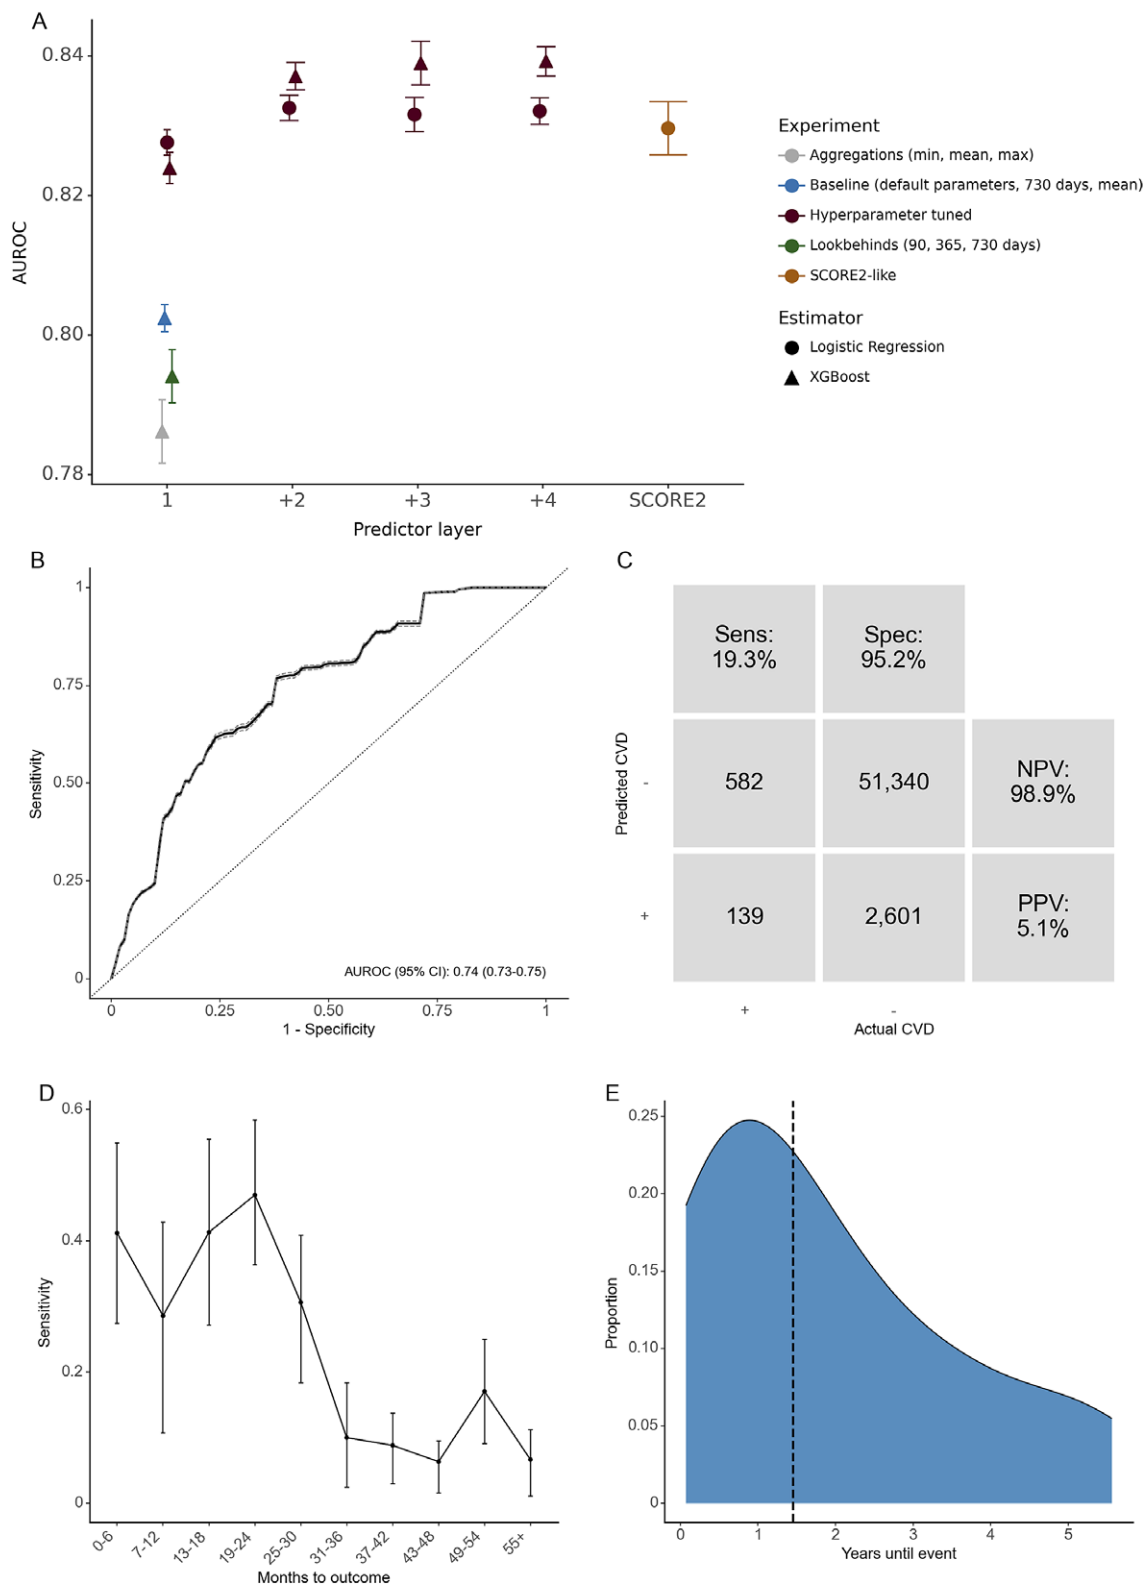 A
0.84
0.82
0.80
0.78
AUROC
1 +2 +3 +4 SCORE2
Predictor layer
Experiment
Aggregations (min, mean, max)
Baseline (default parameters, 730 days, mean)
Hyperparameter tuned
Lookbehinds (90, 365, 730 days)
SCORE2-like
Estimator
Logistic Regression
XGBoost
B
1
0.75
0.50
0.25
0
Sensitivity
AUROC (95% CI): 0.74 (0.73-0.75)
0 0.25 0.50 0.75 1
1 - Specificity
C
Sens:
19.3%
Spec:
95.2%
Predicted CVD
-
582
51,340
NPV:
98.9%
+
139
2,601
PPV:
5.1%
+ -
Actual CVD
D
0.6
0.4
0.2
0
Sensitivity
0-6 7-12 13-18 19-24 25-30 31-36 37-42 43-48 49-54 55+
Months to outcome
E
0.25
0.20
0.15
0.10
0.05
0
Proportion
0 1 2 3 4 5
Years until event